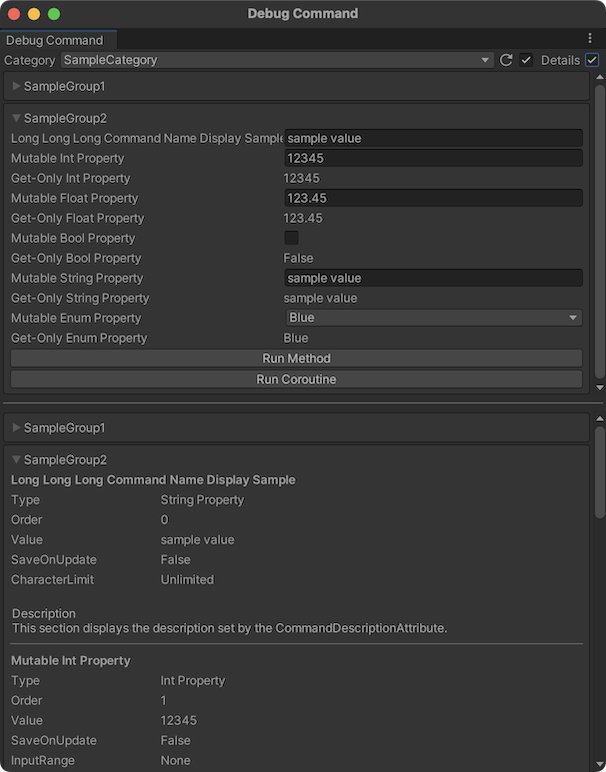 Debug Command
Debug Command
Category SampleCategory Details
SampleGroup1
SampleGroup2
Long Long Long Command Name Display Sample sample value
Mutable Int Property 12345
Get-Only Int Property 12345
Mutable Float Property 123.45
Get-Only Float Property 123.45
Mutable Bool Property
Get-Only Bool Property False
Mutable String Property sample value
Get-Only String Property sample value
Mutable Enum Property Blue
Get-Only Enum Property Blue
Run Method
Run Coroutine
SampleGroup1
SampleGroup2
Long Long Long Command Name Display Sample
Type String Property
Order 0
Value sample value
SaveOnUpdate False
CharacterLimit Unlimited
Description
This section displays the description set by the CommandDescriptionAttribute.
Mutable Int Property
Type Int Property
Order 1
Value 12345
SaveOnUpdate False
InputRange None